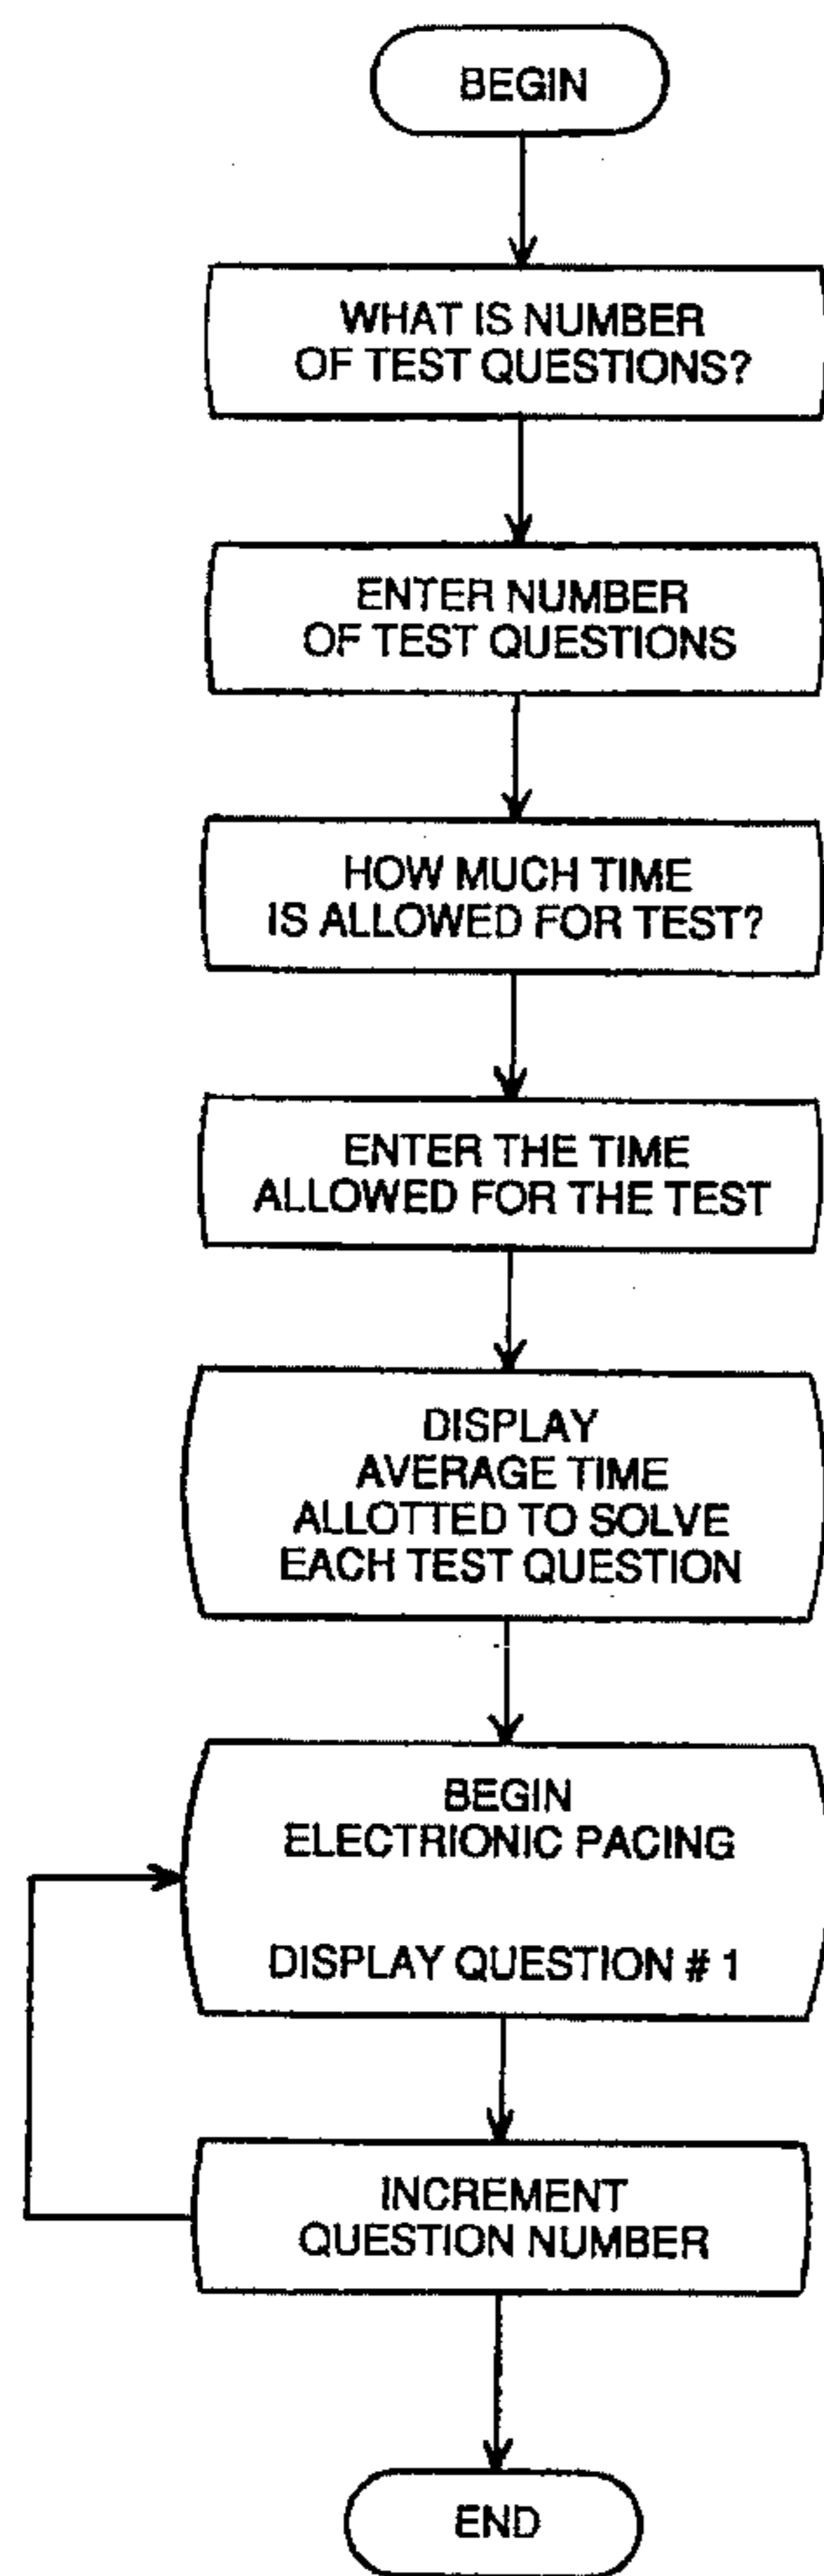 BEGIN
WHAT IS NUMBER
OF TEST QUESTIONS?
ENTER NUMBER
OF TEST QUESTIONS
HOW MUCH TIME
IS ALLOWED FOR TEST?
ENTER THE TIME
ALLOWED FOR THE TEST
DISPLAY
AVERAGE TIME
ALLOTTED TO SOLVE
EACH TEST QUESTION
BEGIN
ELECTRIONIC PACING
DISPLAY QUESTION # 1
INCREMENT
QUESTION NUMBER
END